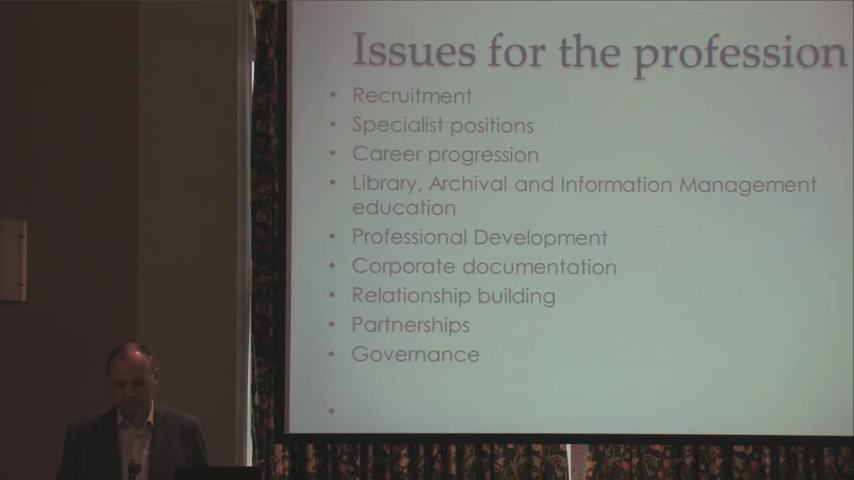 Issues for the profession
• Recruitment
• Specialist positions
• Career progression
• Library, Archival and Information Management
education
• Professional Development
• Corporate documentation
• Relationship building
• Partnerships
• Governance
•